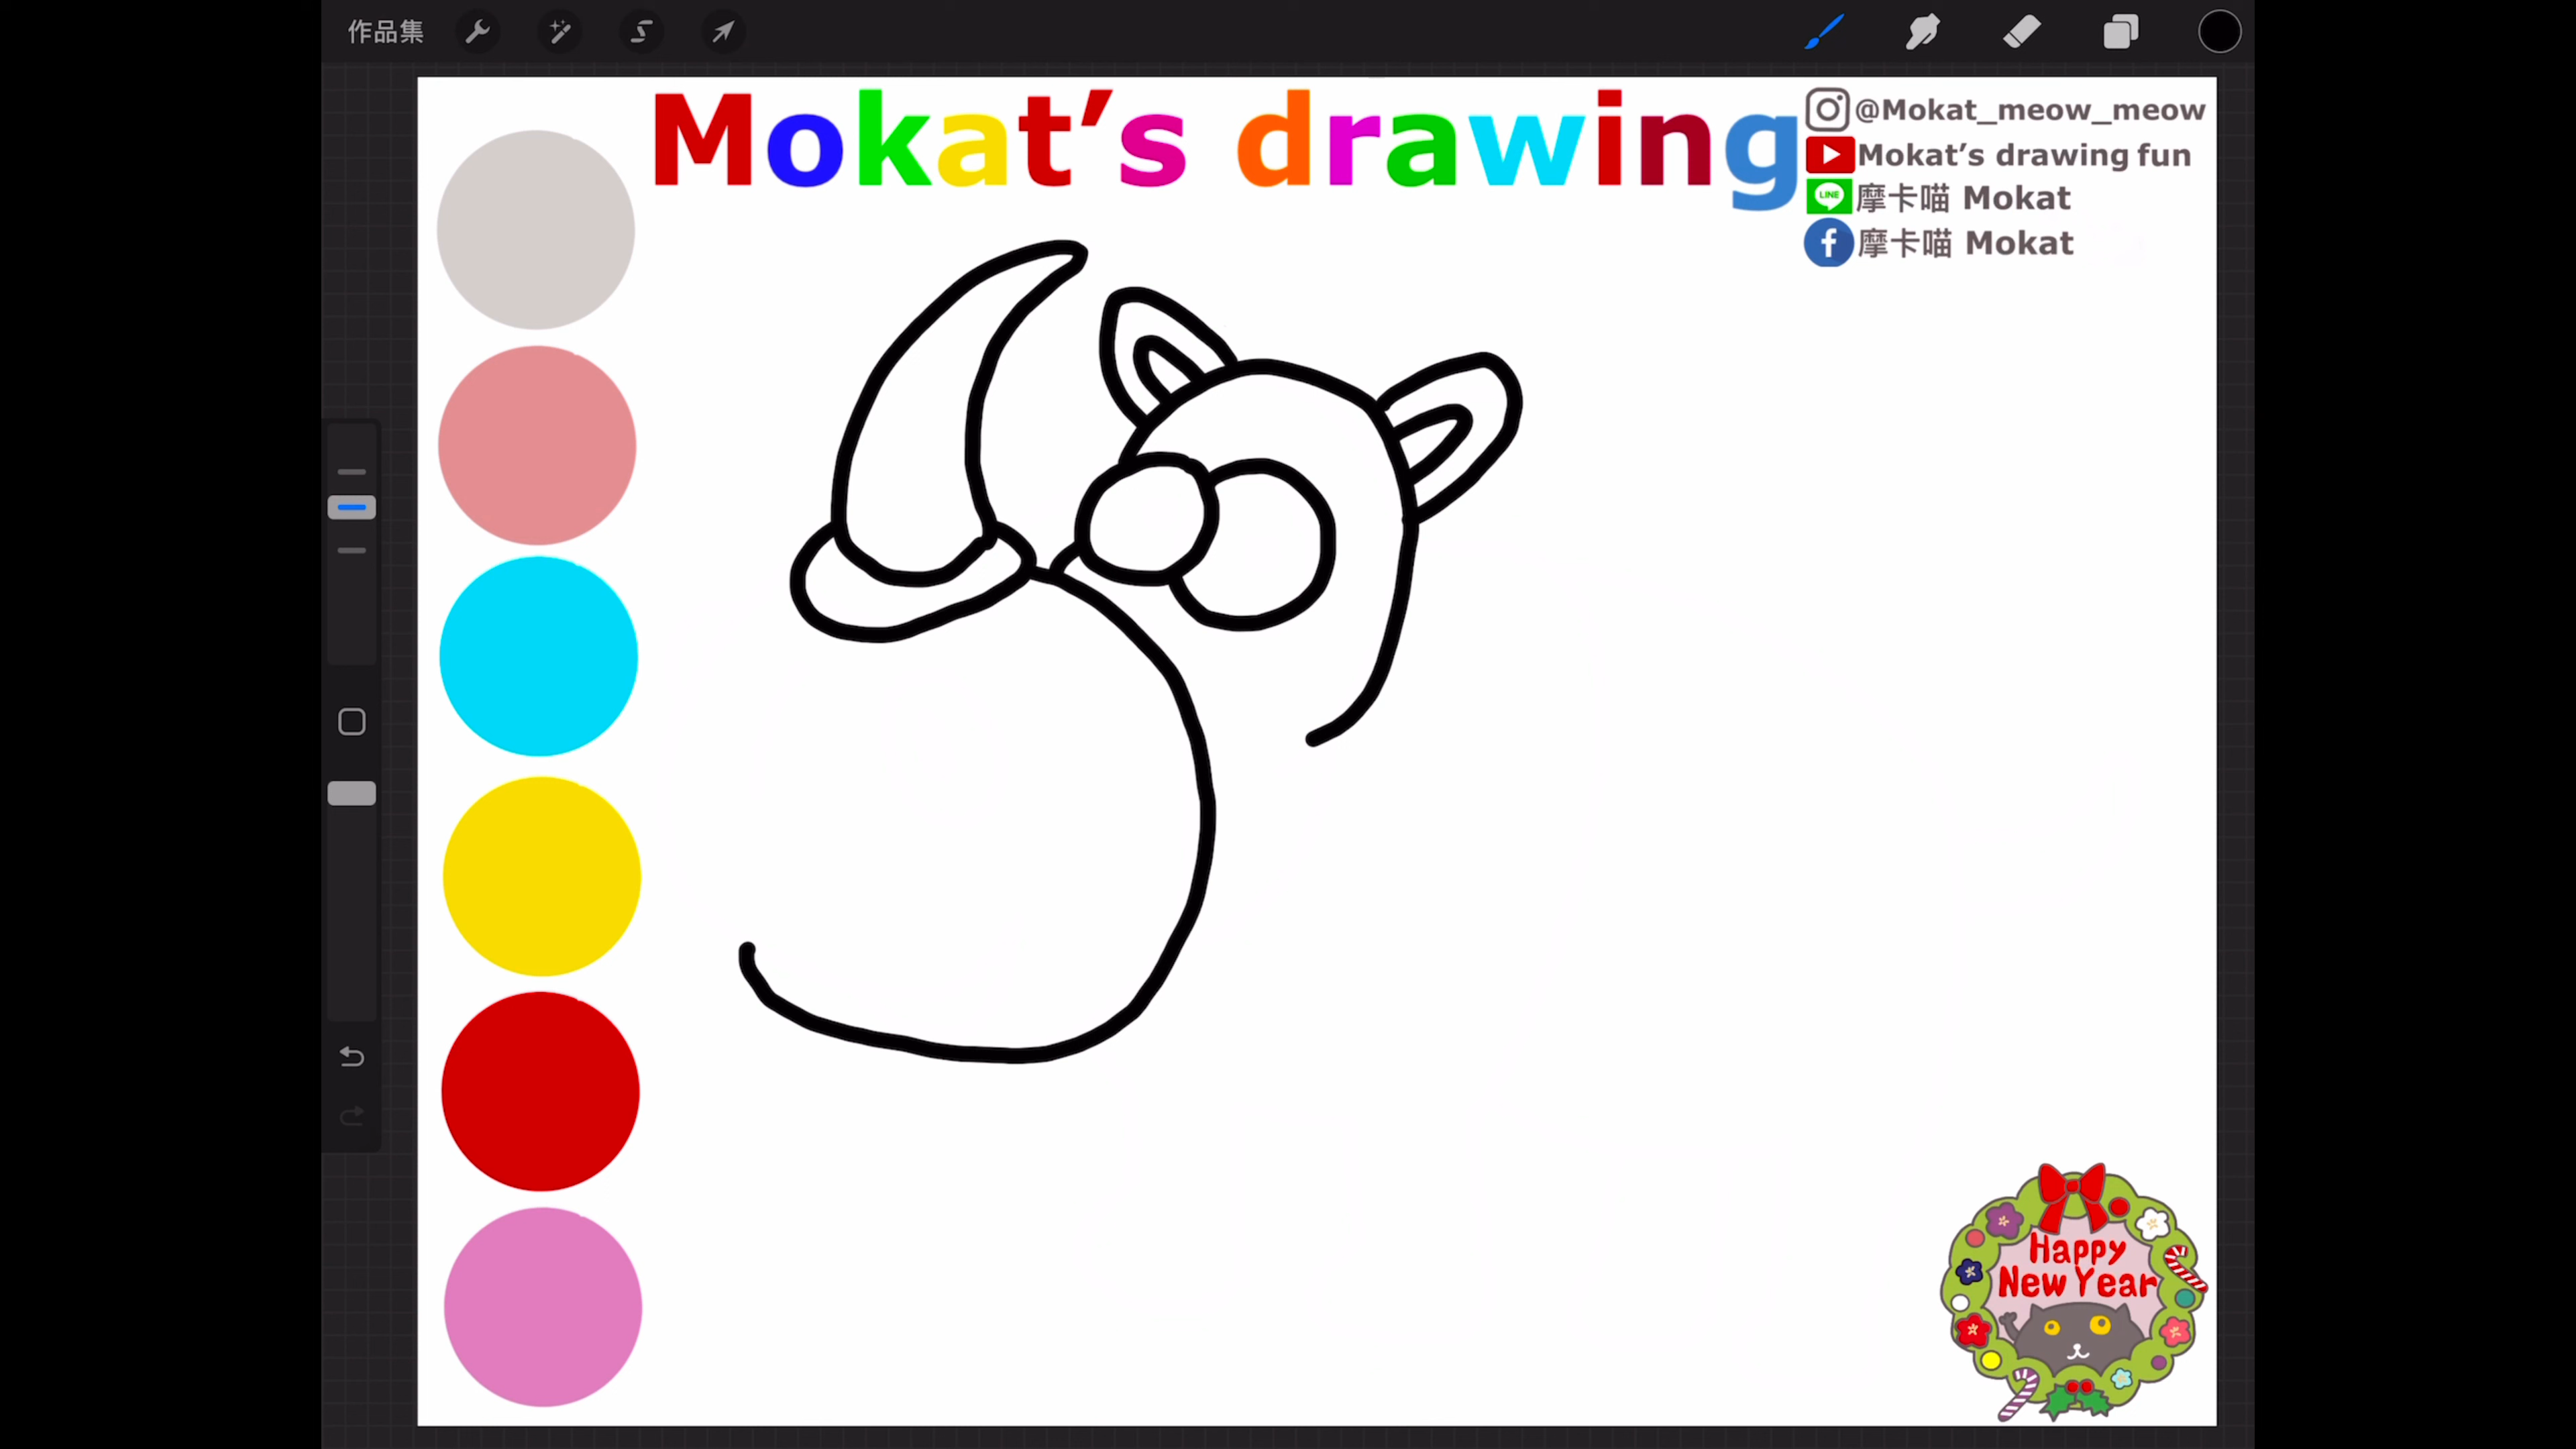 作品集
Mokat’s drawing
@Mokat_meow_meow
Mokat’s drawing fun
LINE
摩卡喵 Mokat
摩卡喵 Mokat
Happy
New Year